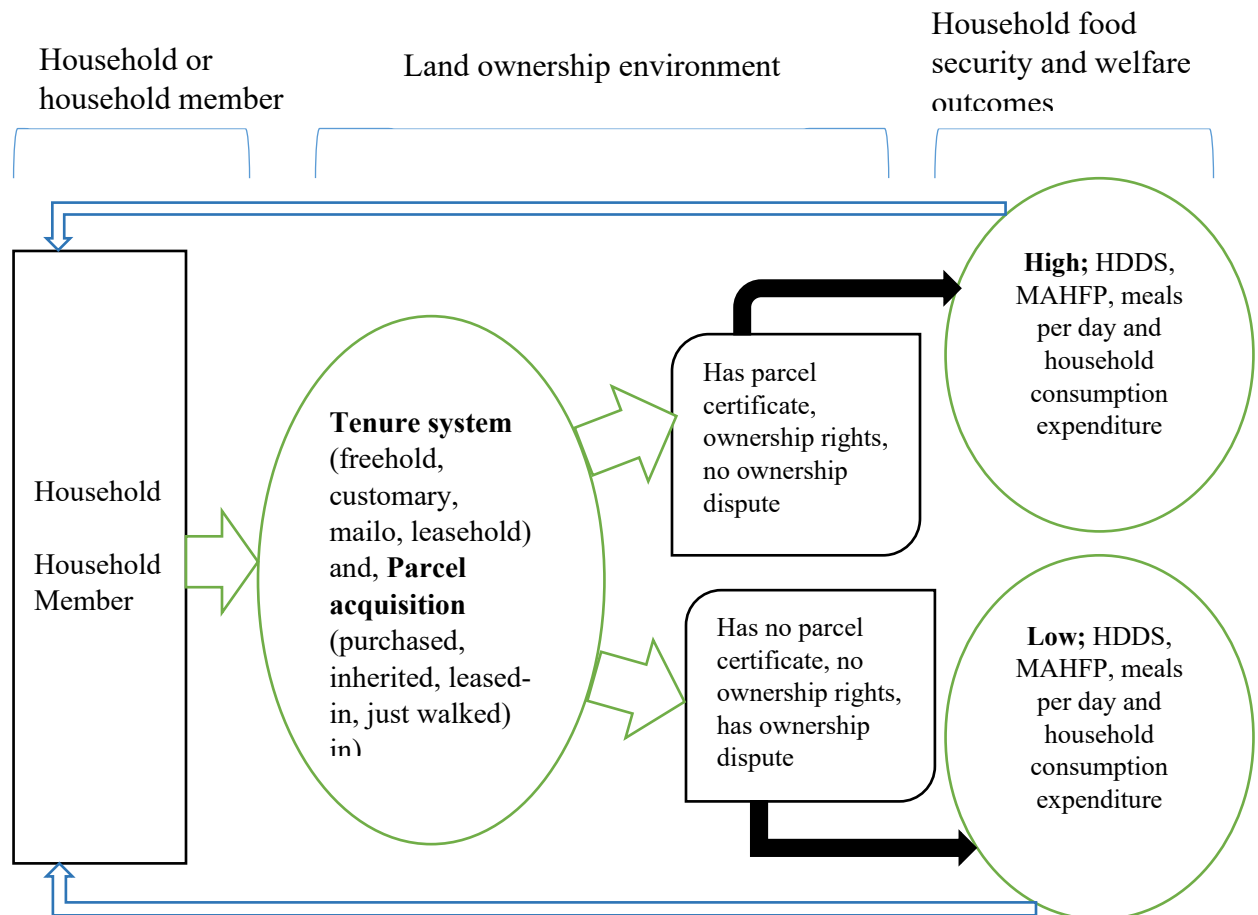 Household or
household member
Land ownership environment
Household food
security and welfare
outcomes
Household
Household
Member
Tenure system
(freehold,
customary,
mailo, leasehold)
and, Parcel
acquisition
(purchased,
inherited, leased-
in, just walked)
in)
Has parcel
certificate,
ownership rights,
no ownership
dispute
Has no parcel
certificate, no
ownership rights,
has ownership
dispute
High; HDDS,
MAHFP, meals
per day and
household
consumption
expenditure
Low; HDDS,
MAHFP, meals
per day and
household
consumption
expenditure